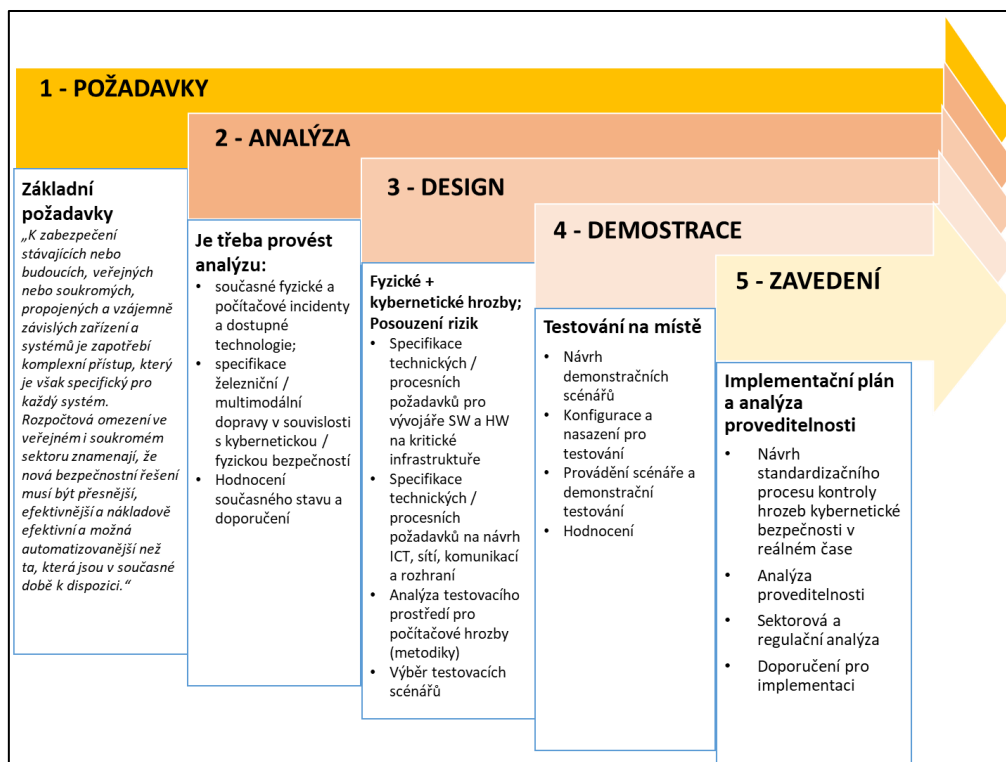 1 - POŽADAVKY
Základní
požadavky
„K zabezpečení
stávajících nebo
budoucích, veřejných
nebo soukromých,
propojených a vzájemně
závislých zařízení a
systémů je zapotřebí
komplexní přístup, který
je však specifický pro
každý systém.
Rozpočtová omezení ve
veřejném i soukromém
sektoru znamenají, že
nová bezpečnostní řešení
musí být přesnější,
efektivnější a nákladově
efektivní a možná
automatizovanější než
ta, která jsou v současné
době k dispozici.“
2 - ANALÝZA
Je třeba provést
analýzu:
• současné fyzické a
počítačové incidenty
a dostupné
technologie;
• specifikace
železniční /
multimodální
dopravy v souvislosti
s kybernetickou /
fyzickou bezpečností
• Hodnocení
současného stavu a
doporučení
3 - DESIGN
Fyzické +
kybernetické hrozby;
Posouzení rizik
• Specifikace
technických /
procesních
požadavků pro
vývojáře SW a HW
na kritické
infrastruktuře
• Specifikace
technických /
procesních
požadavků na návrh
ICT, sítí, komunikací
a rozhraní
• Analýza testovacího
prostředí pro
počítačové hrozby
(metodiky)
• Výběr testovacích
scénářů
4 - DEMOSTRACE
Testování na místě
• Návrh
demonstračních
scénářů
• Konfigurace a
nasazení pro
testování
• Provádění scénáře a
demonstrační
testování
• Hodnocení
5 - ZAVEDENÍ
Implementační plán
a analýza
proveditelnosti
• Návrh
standardizačního
procesu kontroly
hrozeb kybernetické
bezpečnosti v
reálném čase
• Analýza
proveditelnosti
• Sektorová a
regulační analýza
• Doporučení pro
implementaci